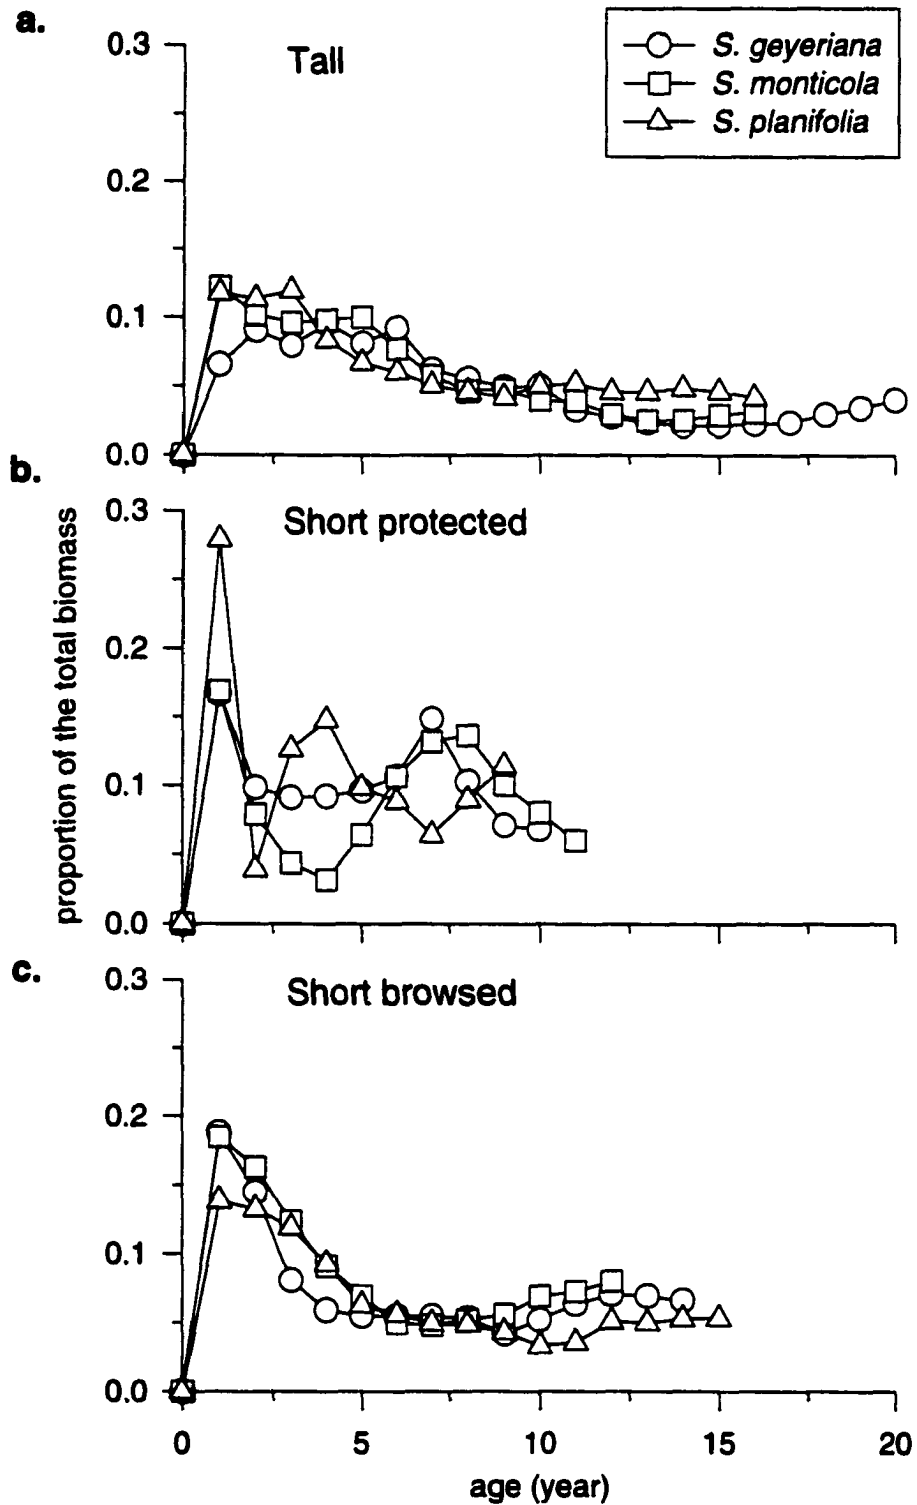 a.
0.3
Tall
S. geyeriana
S. monticola
S. planifolia
0.2
0.1
0.0
b.
0.3
Short protected
0.2
0.1
0.0
proportion of the total biomass
c.
0.3
Short browsed
0.2
0.1
0.0
0 5 10 15 20
age (year)